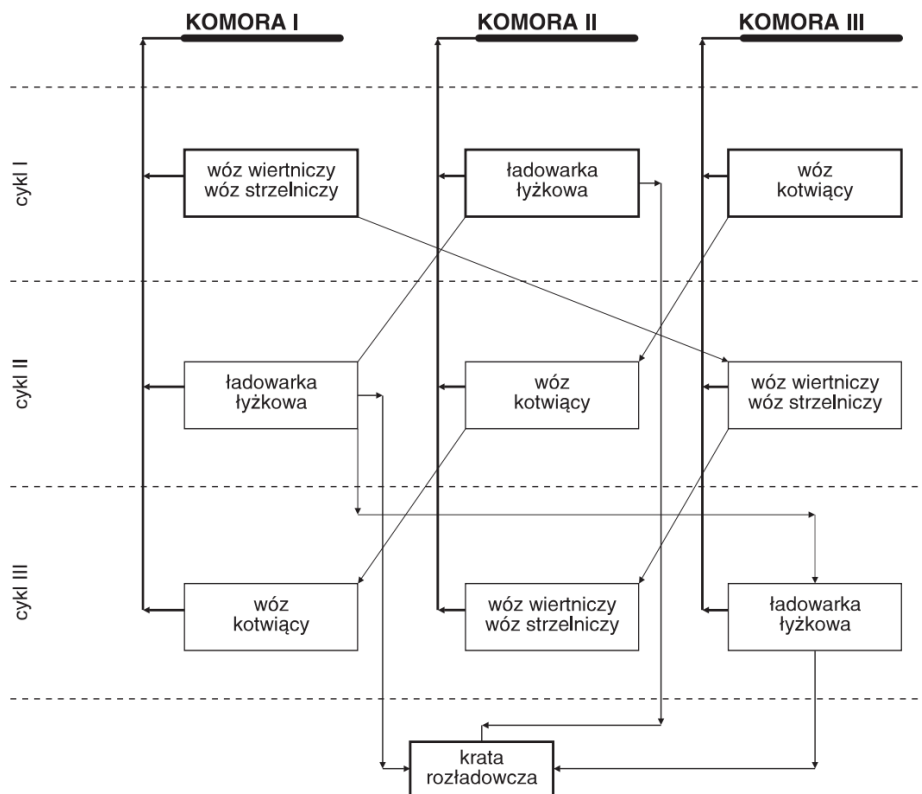 KOMORA I
KOMORA II
KOMORA III
cykl I
wóz wiertniczy
wóz strzelniczy
ładowarka
łyżkowa
wóz
kotwiący
cykl II
ładowarka
łyżkowa
wóz
kotwiący
wóz wiertniczy
wóz strzelniczy
cykl III
wóz
kotwiący
wóz wiertniczy
wóz strzelniczy
ładowarka
łyżkowa
krata
rozładowcza